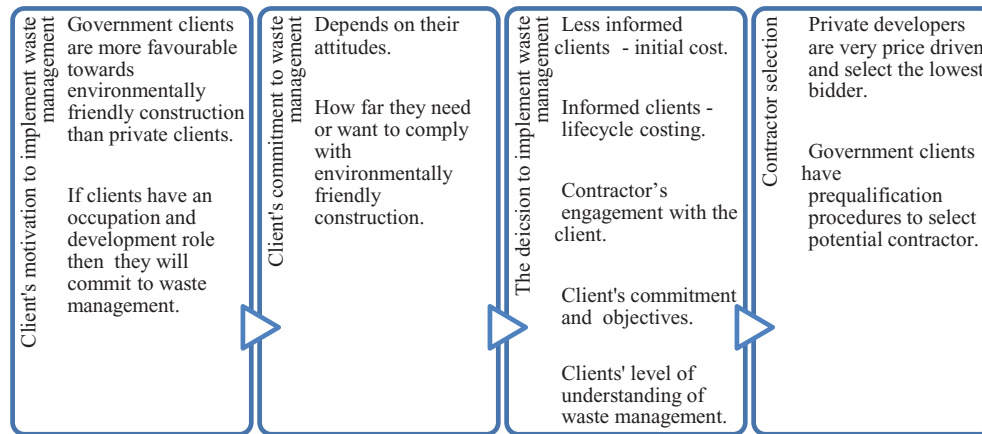 Client's motivation to implement waste
management
Government clients
are more favourable
towards
environmentally
friendly construction
than private clients.
If clients have an
occupation and
development role
then they will
commit to waste
management.
Client's commitment to waste
management
Depends on their
attitudes.
How far they need
or want to comply
with
environmentally
friendly
construction.
The deicsion to implement waste
management
Less informed
clients - initial cost.
Informed clients -
lifecycle costing.
Contractor’s
engagement with the
client.
Client's commitment
and objectives.
Clients' level of
understanding of
waste management.
Contractor selection
Private developers
are very price driven
and select the lowest
bidder.
Government clients
have
prequalification
procedures to select
potential contractor.